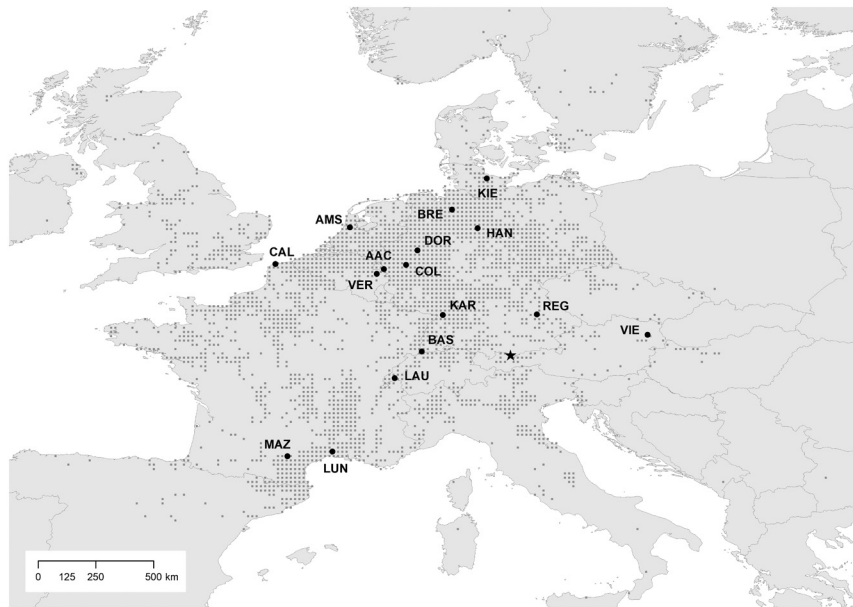 KIE
BRE
AMS
HAN
DOR
CAL
AAC
COL
VER
KAR
REG
VIE
BAS
LAU
MAZ
LUN
0 125 250 500 km